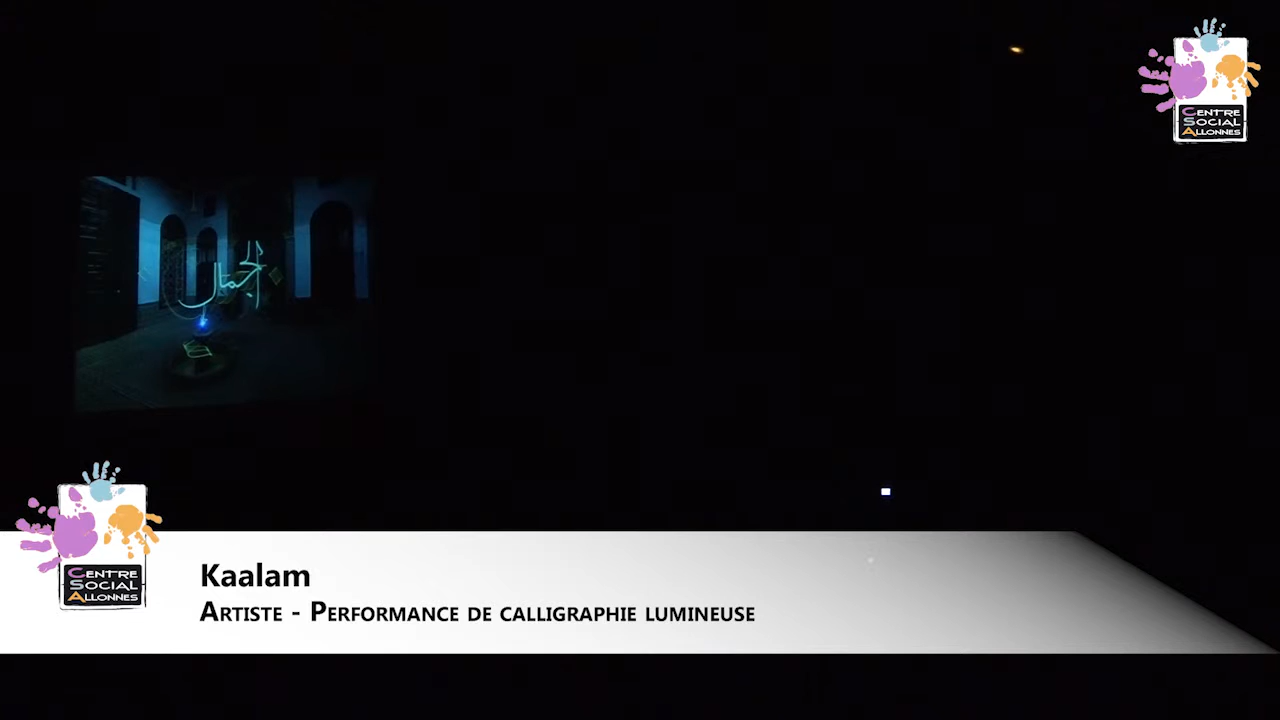 CENTRE
SOCIAL
ALLONNES
الجمال
CENTRE
SOCIAL
ALLONNES
Kaalam
ARTISTE - PERFORMANCE DE CALLIGRAPHIE LUMINEUSE